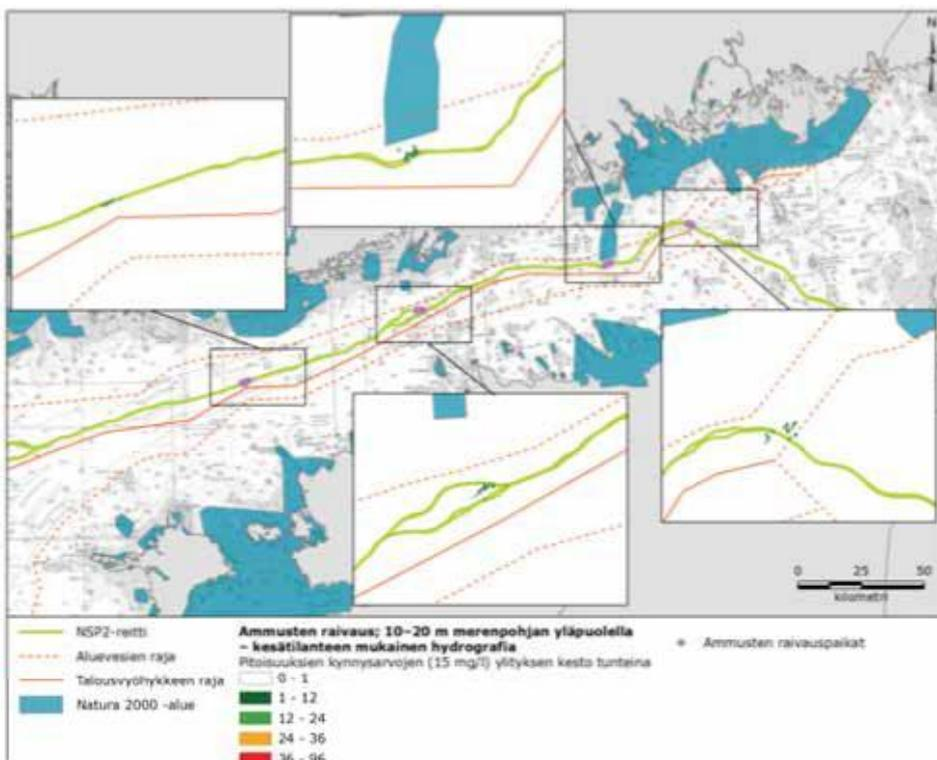 N
0 25 50
kilometri
NSP2-reitti
Aluevesien raja
Talousvyöhykkeen raja
Natura 2000 -alue
Ammusten raivaus; 10–20 m merenpohjan yläpuolella
– kesätilanteen mukainen hydrografia
Pitoisuuksien kynnysarvojen (15 mg/l) ylityksen kesto tunteina
0 - 1
1 - 12
12 - 24
24 - 36
36 - 96
Ammusten raivauspaikat